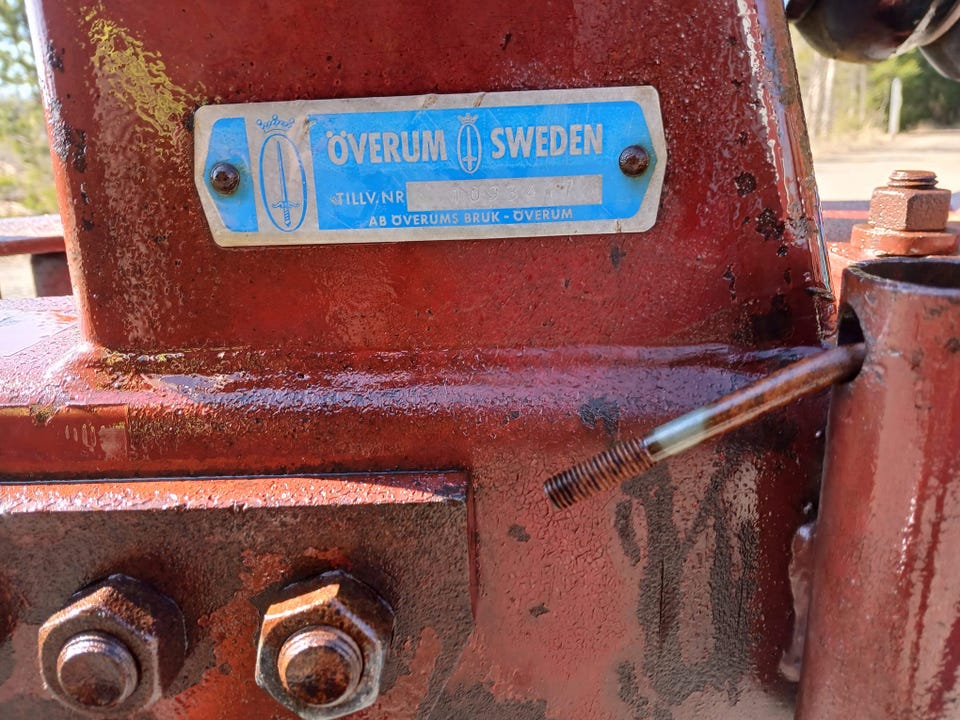 ÖVERUM SWEDEN
TILLV.NR
AB ÖVERUMS BRUK - ÖVERUM